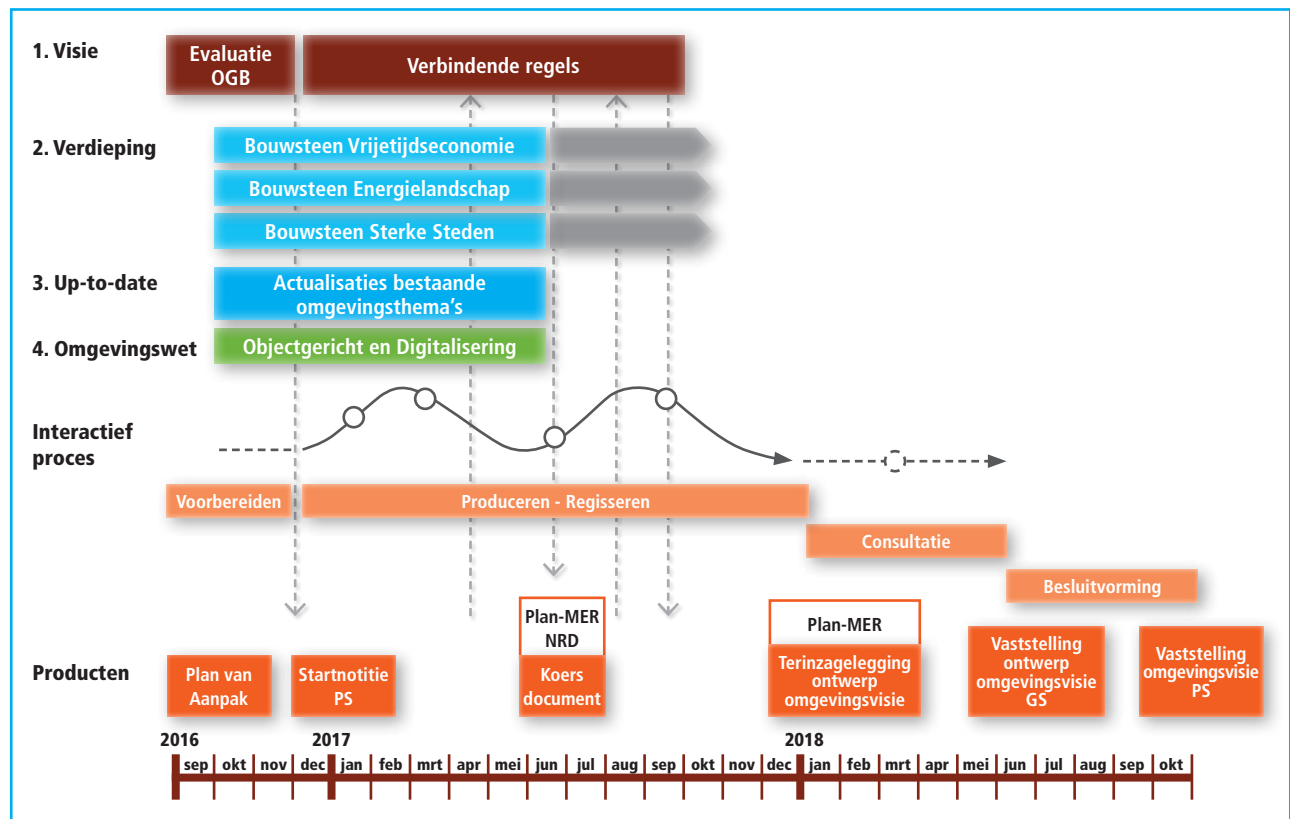 1. Visie
Evaluatie
OGB
Verbindende regels
2. Verdieping
Bouwsteen Vrijetijdseconomie
Bouwsteen Energielandschap
Bouwsteen Sterke Steden
3. Up-to-date
Actualisaties bestaande
omgevingsthema's
4. Omgevingswet
Objectgericht en Digitalisering
Interactief
proces
Voorbereiden
Produceren - Regisseren
Consultatie
Besluitvorming
Producten
Plan van
Aanpak
Startnotitie
PS
Plan-MER
NRD
Koers
document
Plan-MER
Terinzagelegging
ontwerp
omgevingsvisie
Vaststelling
ontwerp
omgevingsvisie
GS
Vaststelling
omgevingsvisie
PS
2016 2017 2018
sep okt nov dec jan feb mrt apr mei jun jul aug sep okt nov dec jan feb mrt apr mei jun jul aug sep okt